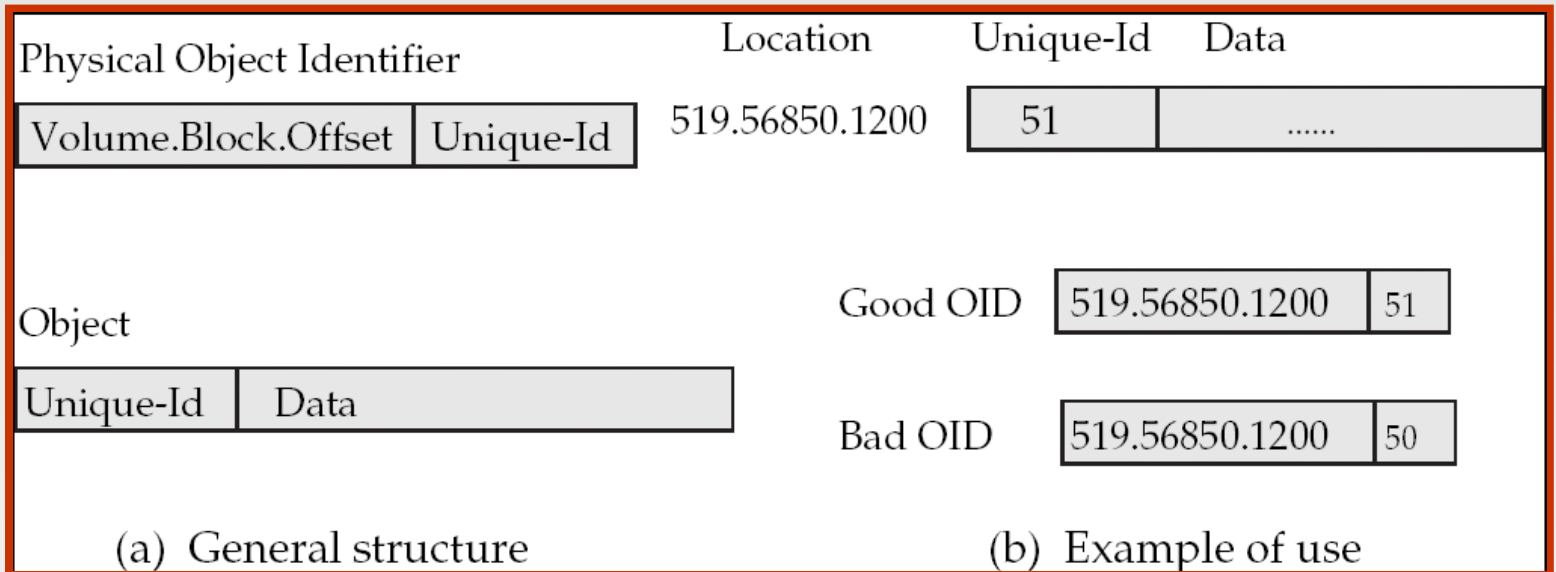 Physical Object Identifier
Volume.Block.Offset Unique-Id
Object
Unique-Id Data
(a) General structure
Location Unique-Id Data
519.56850.1200 51 ......
Good OID 519.56850.1200 51
Bad OID 519.56850.1200 50
(b) Example of use